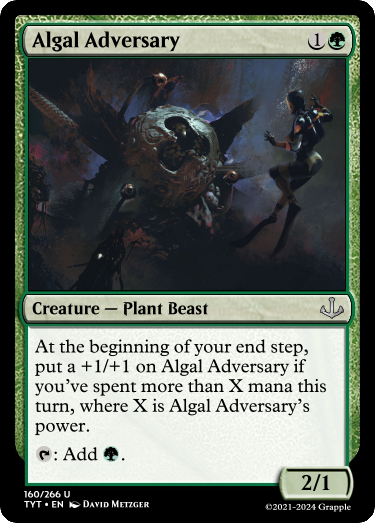 Algal Adversary 1
Creature — Plant Beast
At the beginning of your end step,
put a +1/+1 on Algal Adversary if
you've spent more than X mana this
turn, where X is Algal Adversary's
power.
: Add .
2/1
160/266 U
TYT • EN David Metzger
©2021-2024 Grapple